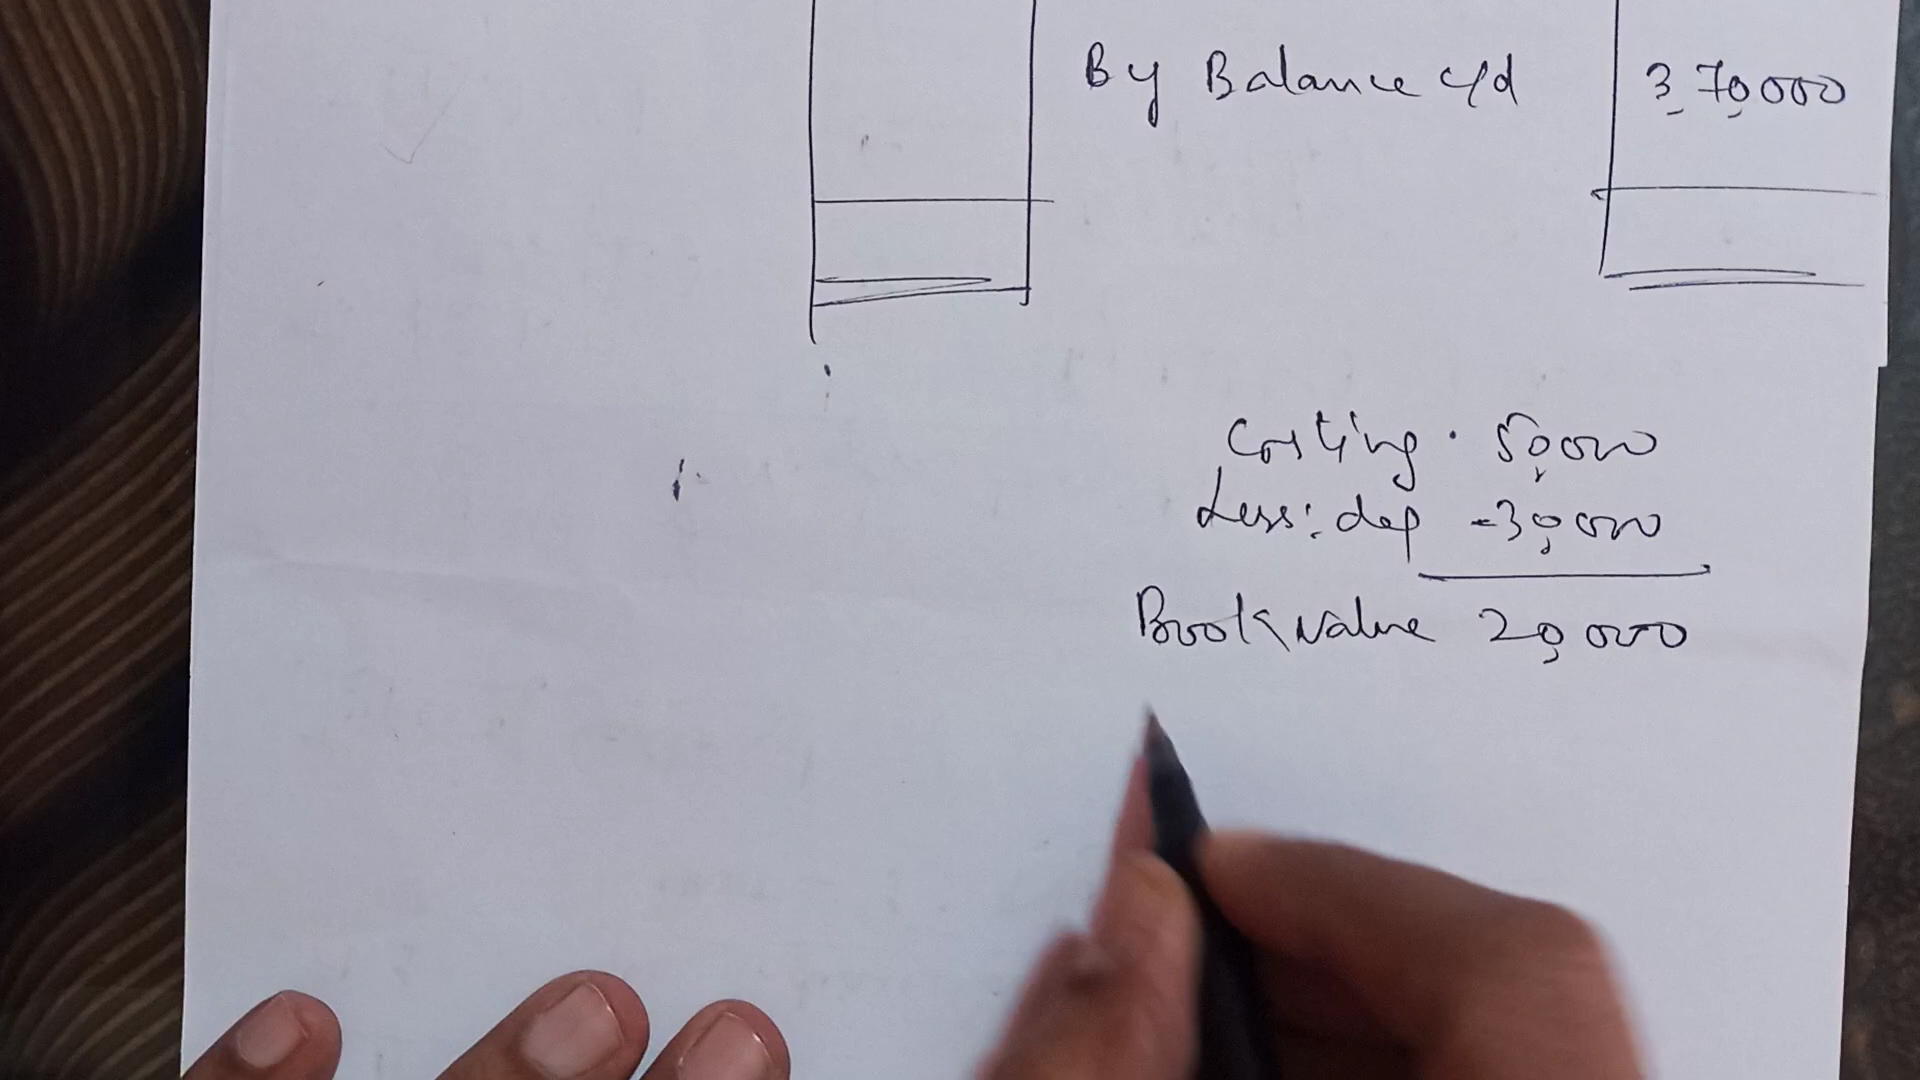 By Balance c/d 3,70,000
Costing 50,000
Less: dep -30,000
Book value 20,000